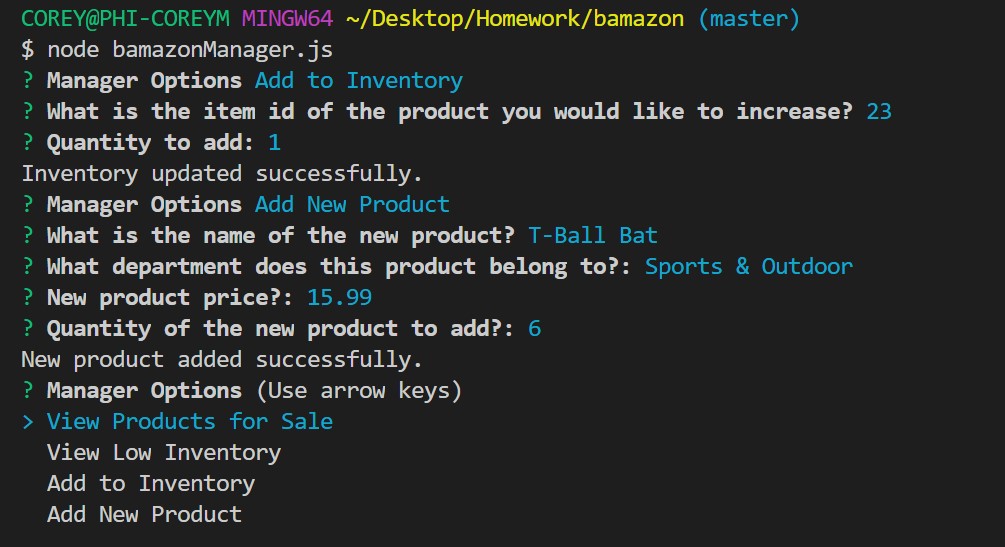 COREY@PHI-COREYM MINGW64 ~/Desktop/Homework/bamazon (master)
$ node bamazonManager.js
? Manager Options Add to Inventory
? What is the item id of the product you would like to increase? 23
? Quantity to add: 1
Inventory updated successfully.
? Manager Options Add New Product
? What is the name of the new product? T-Ball Bat
? What department does this product belong to?: Sports & Outdoor
? New product price?: 15.99
? Quantity of the new product to add?: 6
New product added successfully.
? Manager Options (Use arrow keys)
> View Products for Sale
  View Low Inventory
  Add to Inventory
  Add New Product